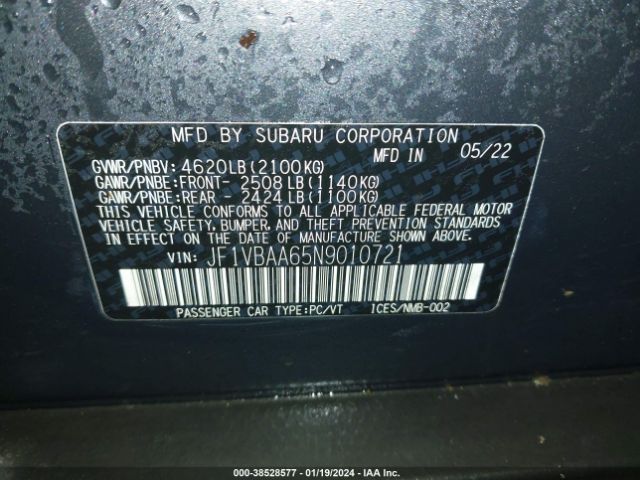 MFD BY SUBARU CORPORATION
MFD IN 05/22
GVWR/PNBV: 4620LB(2100KG)
GAWR/PNBE:FRONT- 2508 LB(1140KG)
GAWR/PNBE:REAR - 2424 LB(1100KG)
THIS VEHICLE CONFORMS TO ALL APPLICABLE FEDERAL MOTOR
VEHICLE SAFETY, BUMPER, AND THEFT PREVENTION STANDARDS
IN EFFECT ON THE DATE OF MANUFACTURE SHOWN ABOVE.
VIN: JF1VBAA65N9010721
PASSENGER CAR TYPE:PC/VT ICES/NMB-002
000-38528577 - 01/19/2024 - IAA Inc.